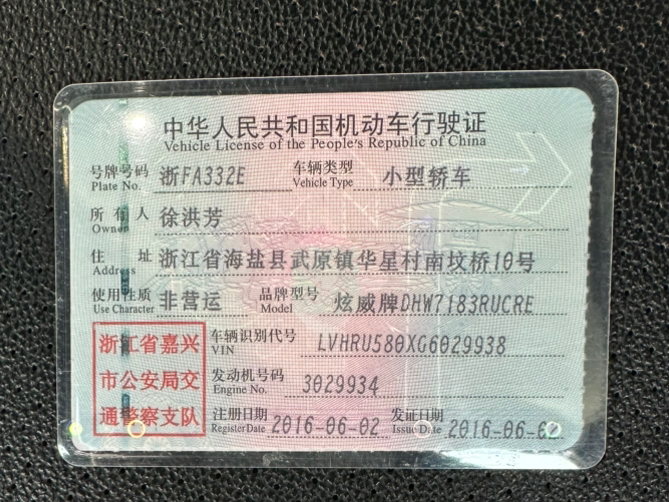 中华人民共和国机动车行驶证
Vehicle License of the People's Republic of China
号牌号码 浙FA332E 车辆类型 小型轿车
Plate No. Vehicle Type
所有人 徐洪芳
Owner
住址 浙江省海盐县武原镇华星村南坟桥10号
Address
使用性质 非营运 品牌型号 炫威牌DHW7183RUCRE
Use Character Model
浙江省嘉兴 车辆识别代号 LVHRU580XG6029938
VIN
市公安局交 发动机号码 3029934
Engine No.
通警察支队 注册日期 2016-06-02 发证日期 2016-06-02
Register Date Issue Date